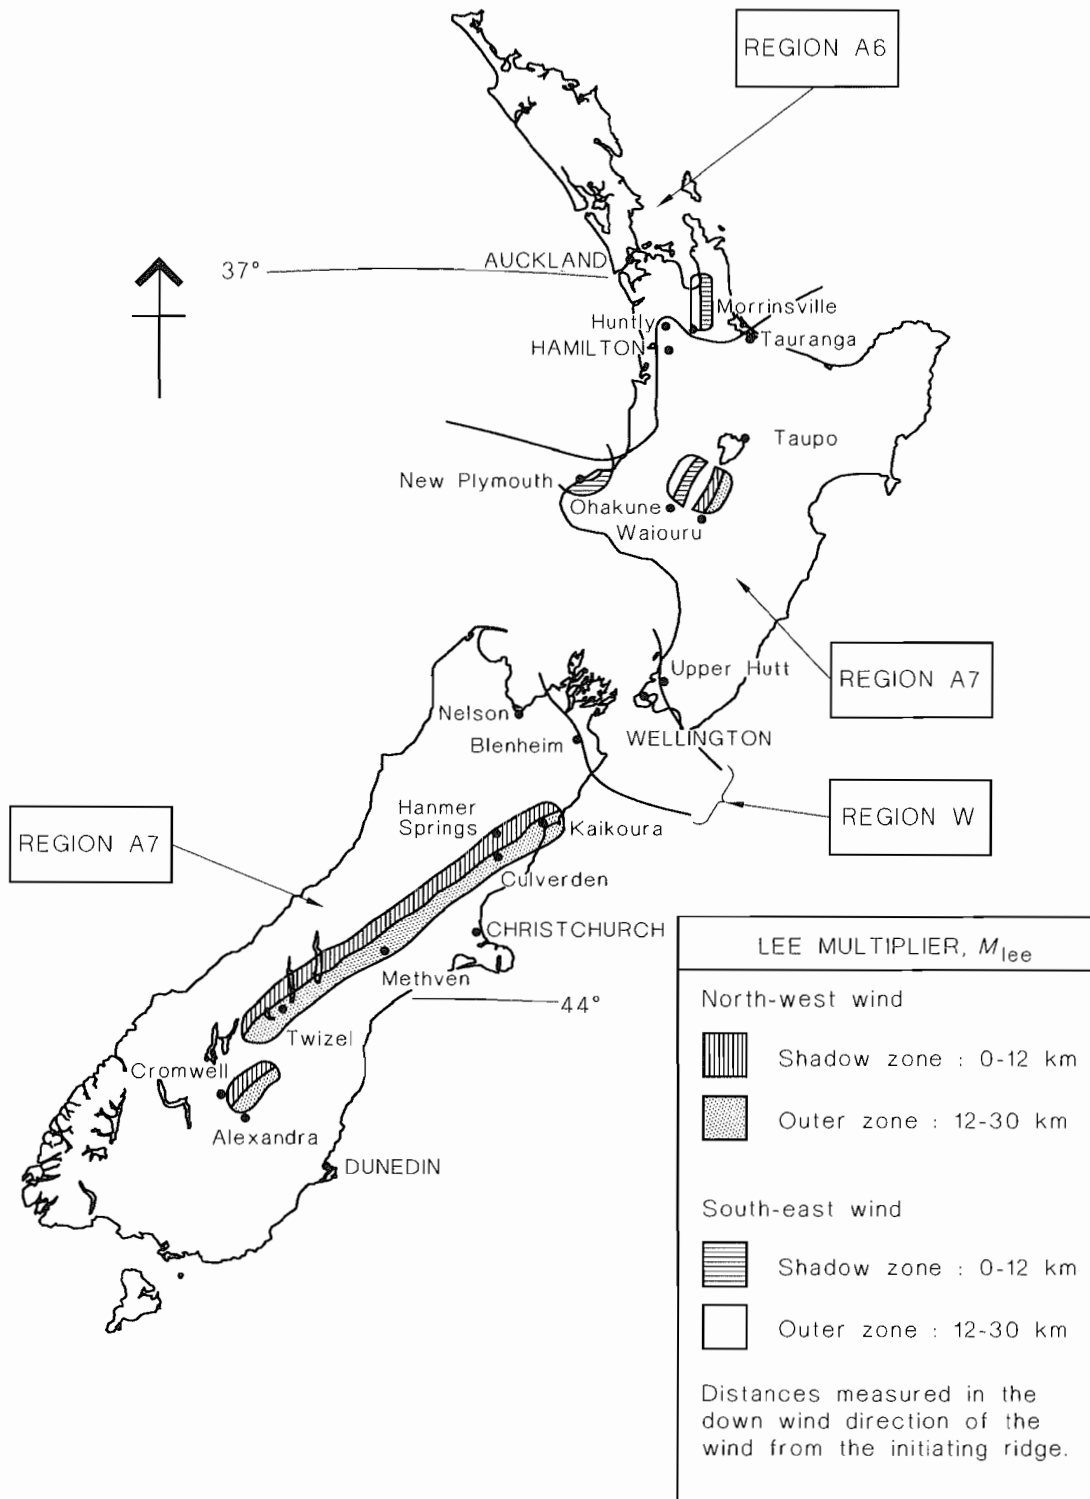 REGION A6
37°
AUCKLAND
Morrinsville
Huntly
HAMILTON
Tauranga
Taupo
New Plymouth
Ohakune
Waiouru
Upper Hutt
REGION A7
Nelson
WELLINGTON
Blenheim
Hanmer
Springs
Kaikoura
REGION W
REGION A7
Culverden
CHRISTCHURCH
Methven
44°
Twizel
Cromwell
Alexandra
DUNEDIN
LEE MULTIPLIER, Mlee
North-west wind
Shadow zone : 0-12 km
Outer zone : 12-30 km
South-east wind
Shadow zone : 0-12 km
Outer zone : 12-30 km
Distances measured in the
down wind direction of the
wind from the initiating ridge.